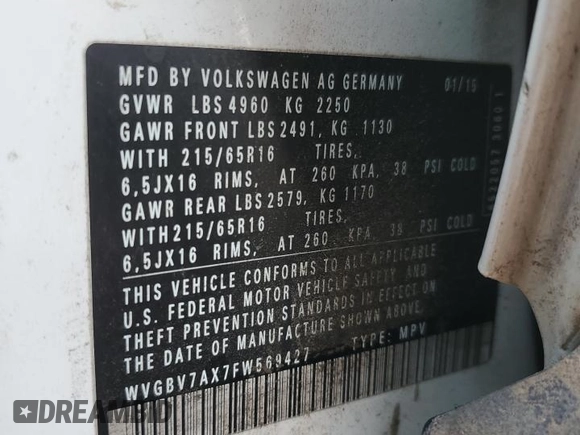 MFD BY VOLKSWAGEN AG GERMANY 01/15
GVWR LBS 4960 KG 2250
GAWR FRONT LBS 2491, KG 1130
WITH 215/65R16 TIRES,
6,5JX16 RIMS, AT 260 KPA, 38 PSI COLD
GAWR REAR LBS 2579, KG 1170
WITH 215/65R16 TIRES,
6,5JX16 RIMS, AT 260 KPA, 38 PSI COLD
THIS VEHICLE CONFORMS TO ALL APPLICABLE
U.S. FEDERAL MOTOR VEHICLE SAFETY AND
THEFT PREVENTION STANDARDS IN EFFECT ON
THE DATE OF MANUFACTURE SHOWN ABOVE
WVGBV7AX7FW569427 TYPE: MPV
DREAMBID